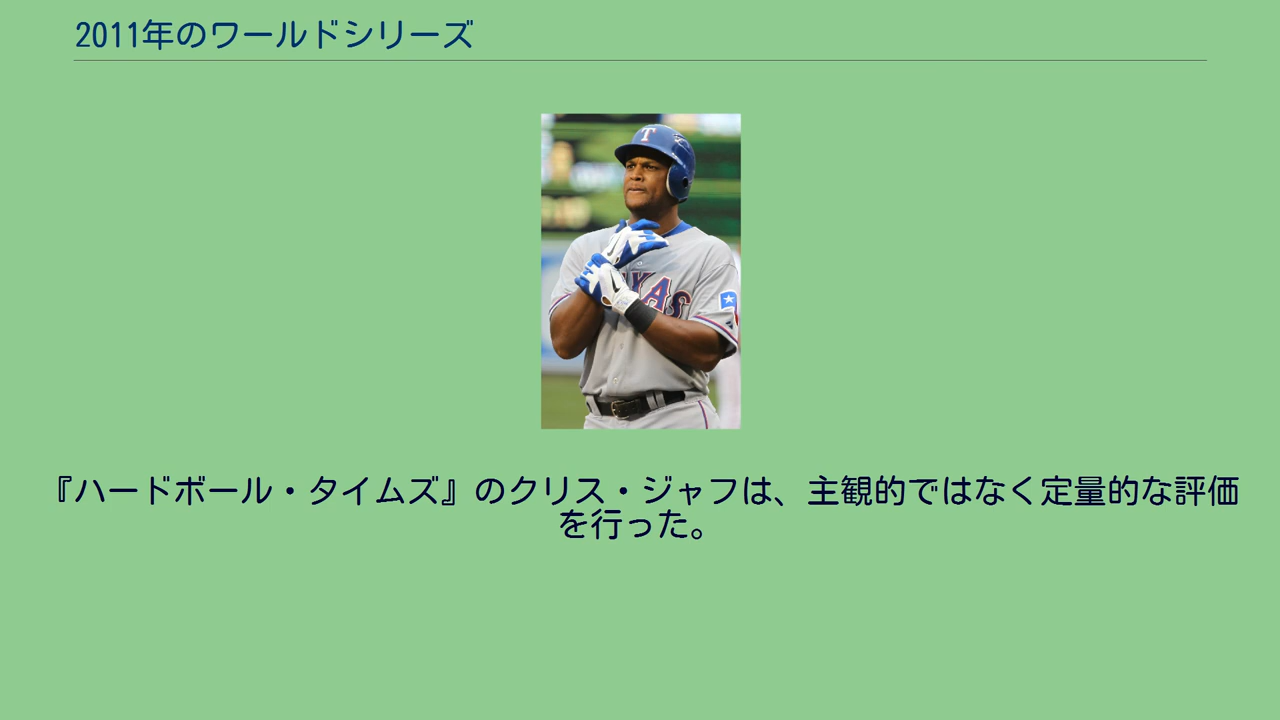 2011年のワールドシリーズ
T
TEXAS
『ハードボール・タイムズ』のクリス・ジャフは、主観的ではなく定量的な評価
を行った。